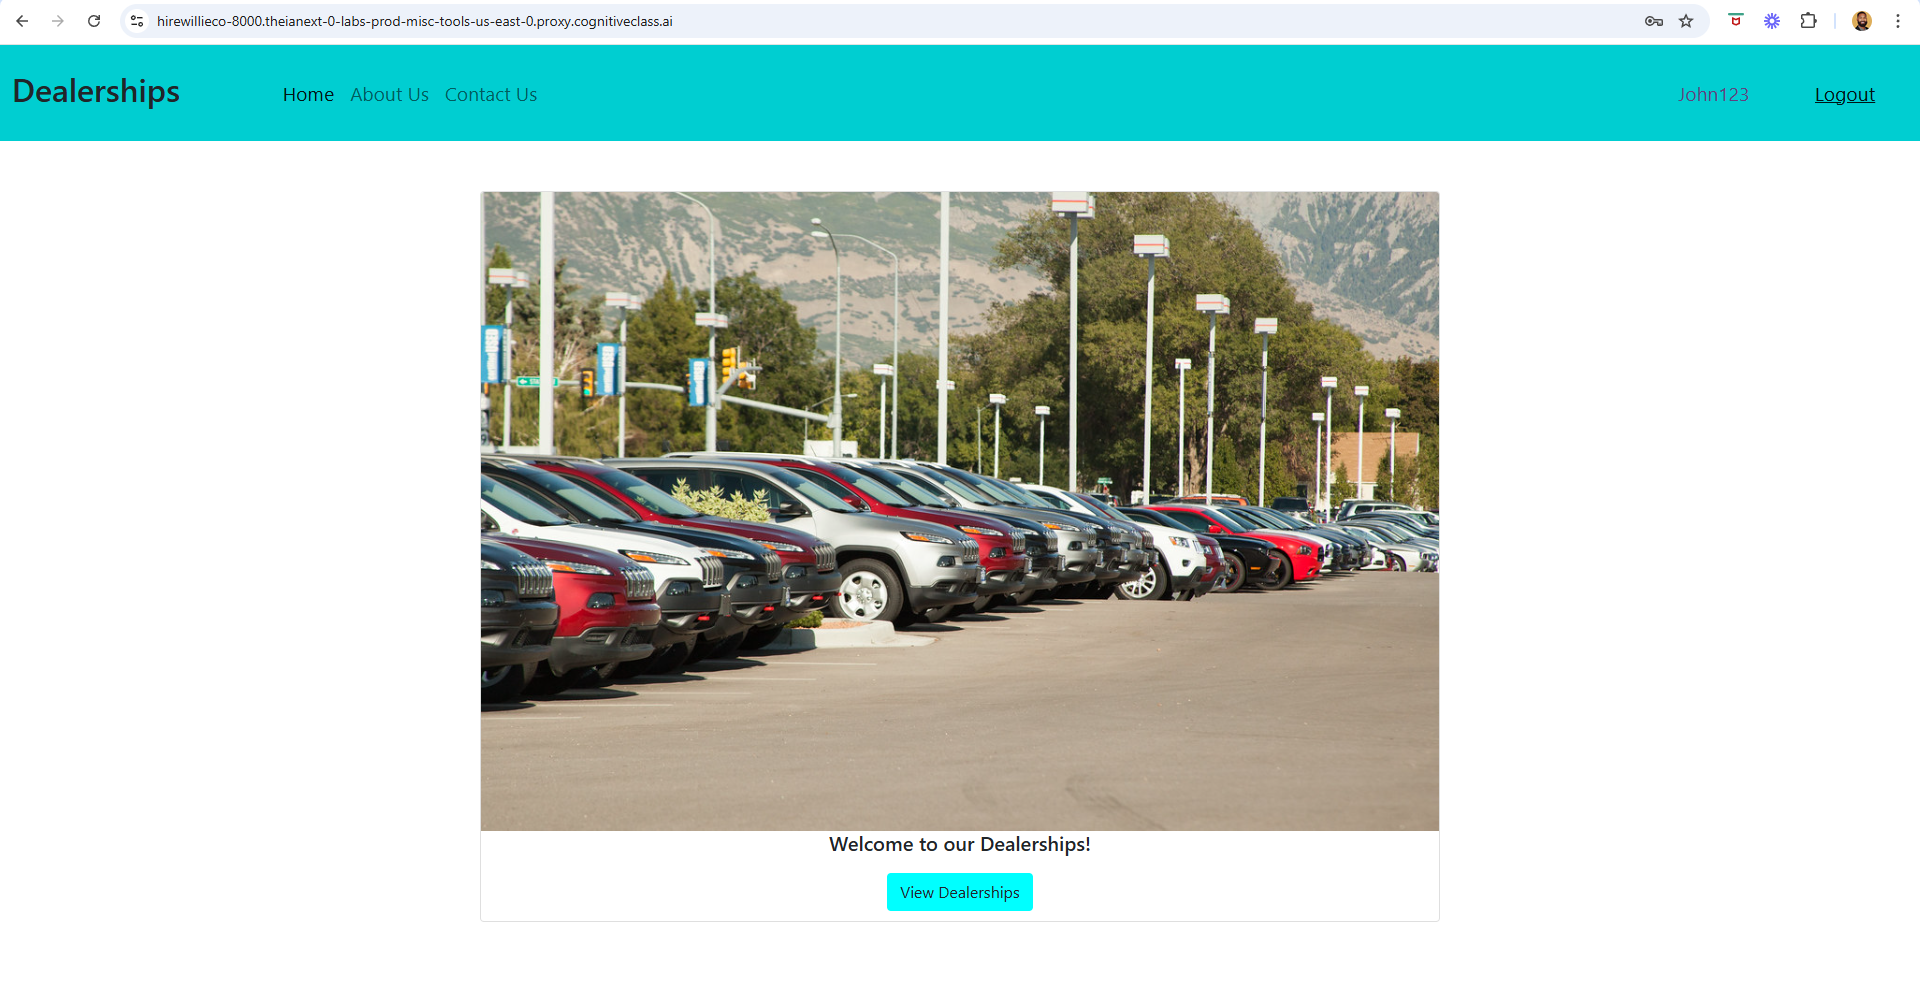 hirewillieco-8000.theianext-0-labs-prod-misc-tools-us-east-0.proxy.cognitiveclass.ai
Dealerships
Home About Us Contact Us
John123
Logout
Welcome to our Dealerships!
View Dealerships